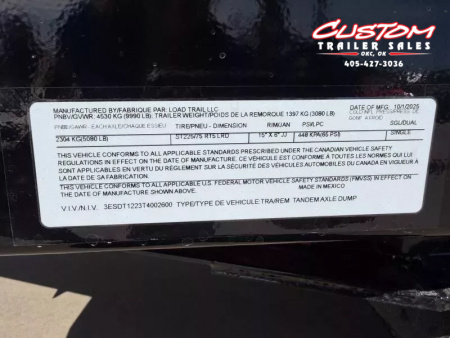 CUSTOM
TRAILER SALES
OKC, OK
405-427-3036
MANUFACTURED BY/FABRIQUE PAR: LOAD TRAIL LLC DATE OF MFG. 10/1/2025
PNBV/GVWR: 4530 KG (9990 LB). TRAILER WEIGHT/POIDS DE LA REMORQUE 1397 KG (3080 LB)
TIRE/PNEU - DIMENSION RIM/JAN PSI/LPC SGL/DUAL
2304 KG(5080 LB) ST225/75 R15 LRD 15" X 6" JJ 448 KPA/65 PSI SINGLE
THIS VEHICLE CONFORMS TO ALL APPLICABLE STANDARDS PRESCRIBED UNDER THE CANADIAN VEHICLE SAFETY
REGULATIONS IN EFFECT ON THE DATE OF MANUFACTURE. CE VEHICULE EST CONFORME A TOUTES LES NORMES QUI LUI SONT
APPLICABLES EN VERTU DU REGLEMENT SUR LA SECURITE DES VEHICULES AUTOMOBILES DU CANADA EN VIGUEUR A LA
DATE DE SA FABRICATION.
THIS VEHICLE CONFORMS TO ALL APPLICABLE U.S. FEDERAL MOTOR VEHICLE SAFETY STANDARDS (FMVSS) IN EFFECT ON
THE DATE OF MANUFACTURE SHOWN ABOVE. MADE IN MEXICO
V.I.V./N.I.V. 3ESDT1223T4002600 TYPE/TYPE DE VEHICULE: TRA/REM TANDEM AXLE DUMP